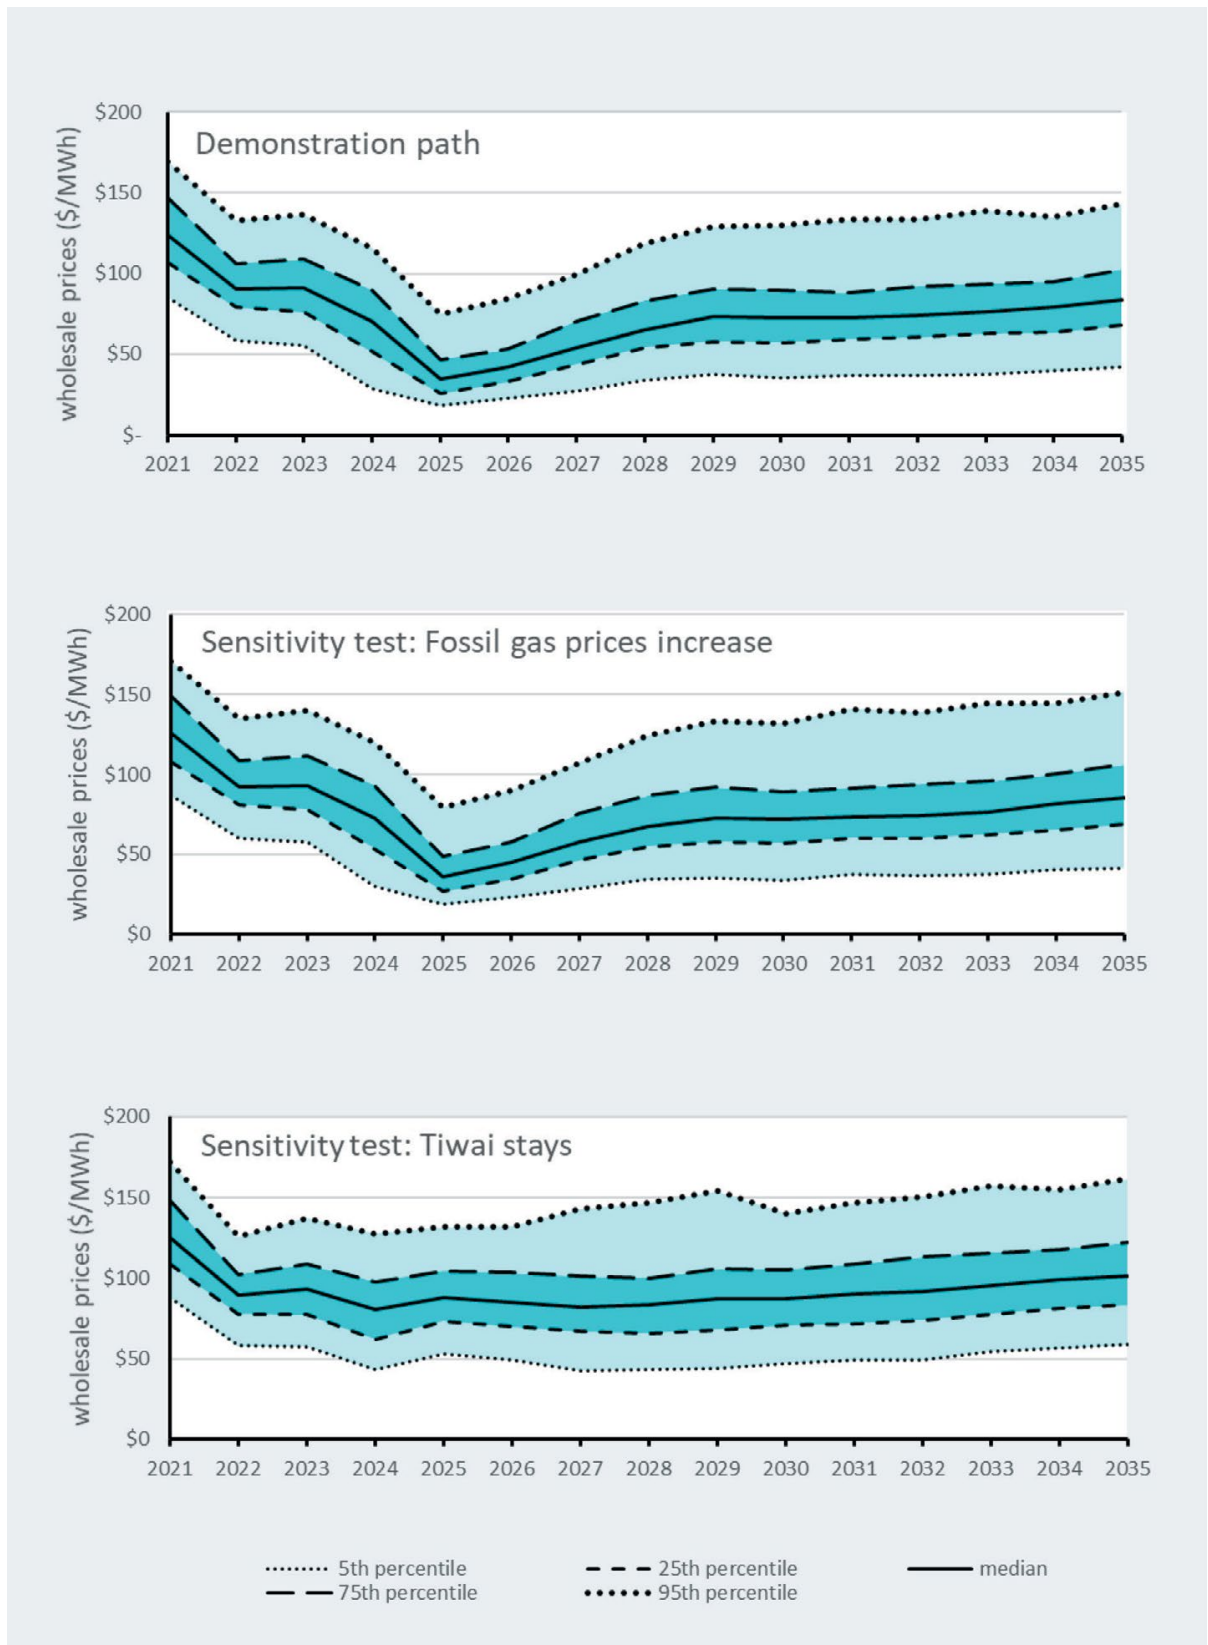 Demonstration path
wholesale prices ($/MWh)
$200
$150
$100
$50
$-
2021 2022 2023 2024 2025 2026 2027 2028 2029 2030 2031 2032 2033 2034 2035
Sensitivity test: Fossil gas prices increase
wholesale prices ($/MWh)
$200
$150
$100
$50
$0
2021 2022 2023 2024 2025 2026 2027 2028 2029 2030 2031 2032 2033 2034 2035
Sensitivity test: Tiwai stays
wholesale prices ($/MWh)
$200
$150
$100
$50
$0
2021 2022 2023 2024 2025 2026 2027 2028 2029 2030 2031 2032 2033 2034 2035
5th percentile 25th percentile median
75th percentile 95th percentile